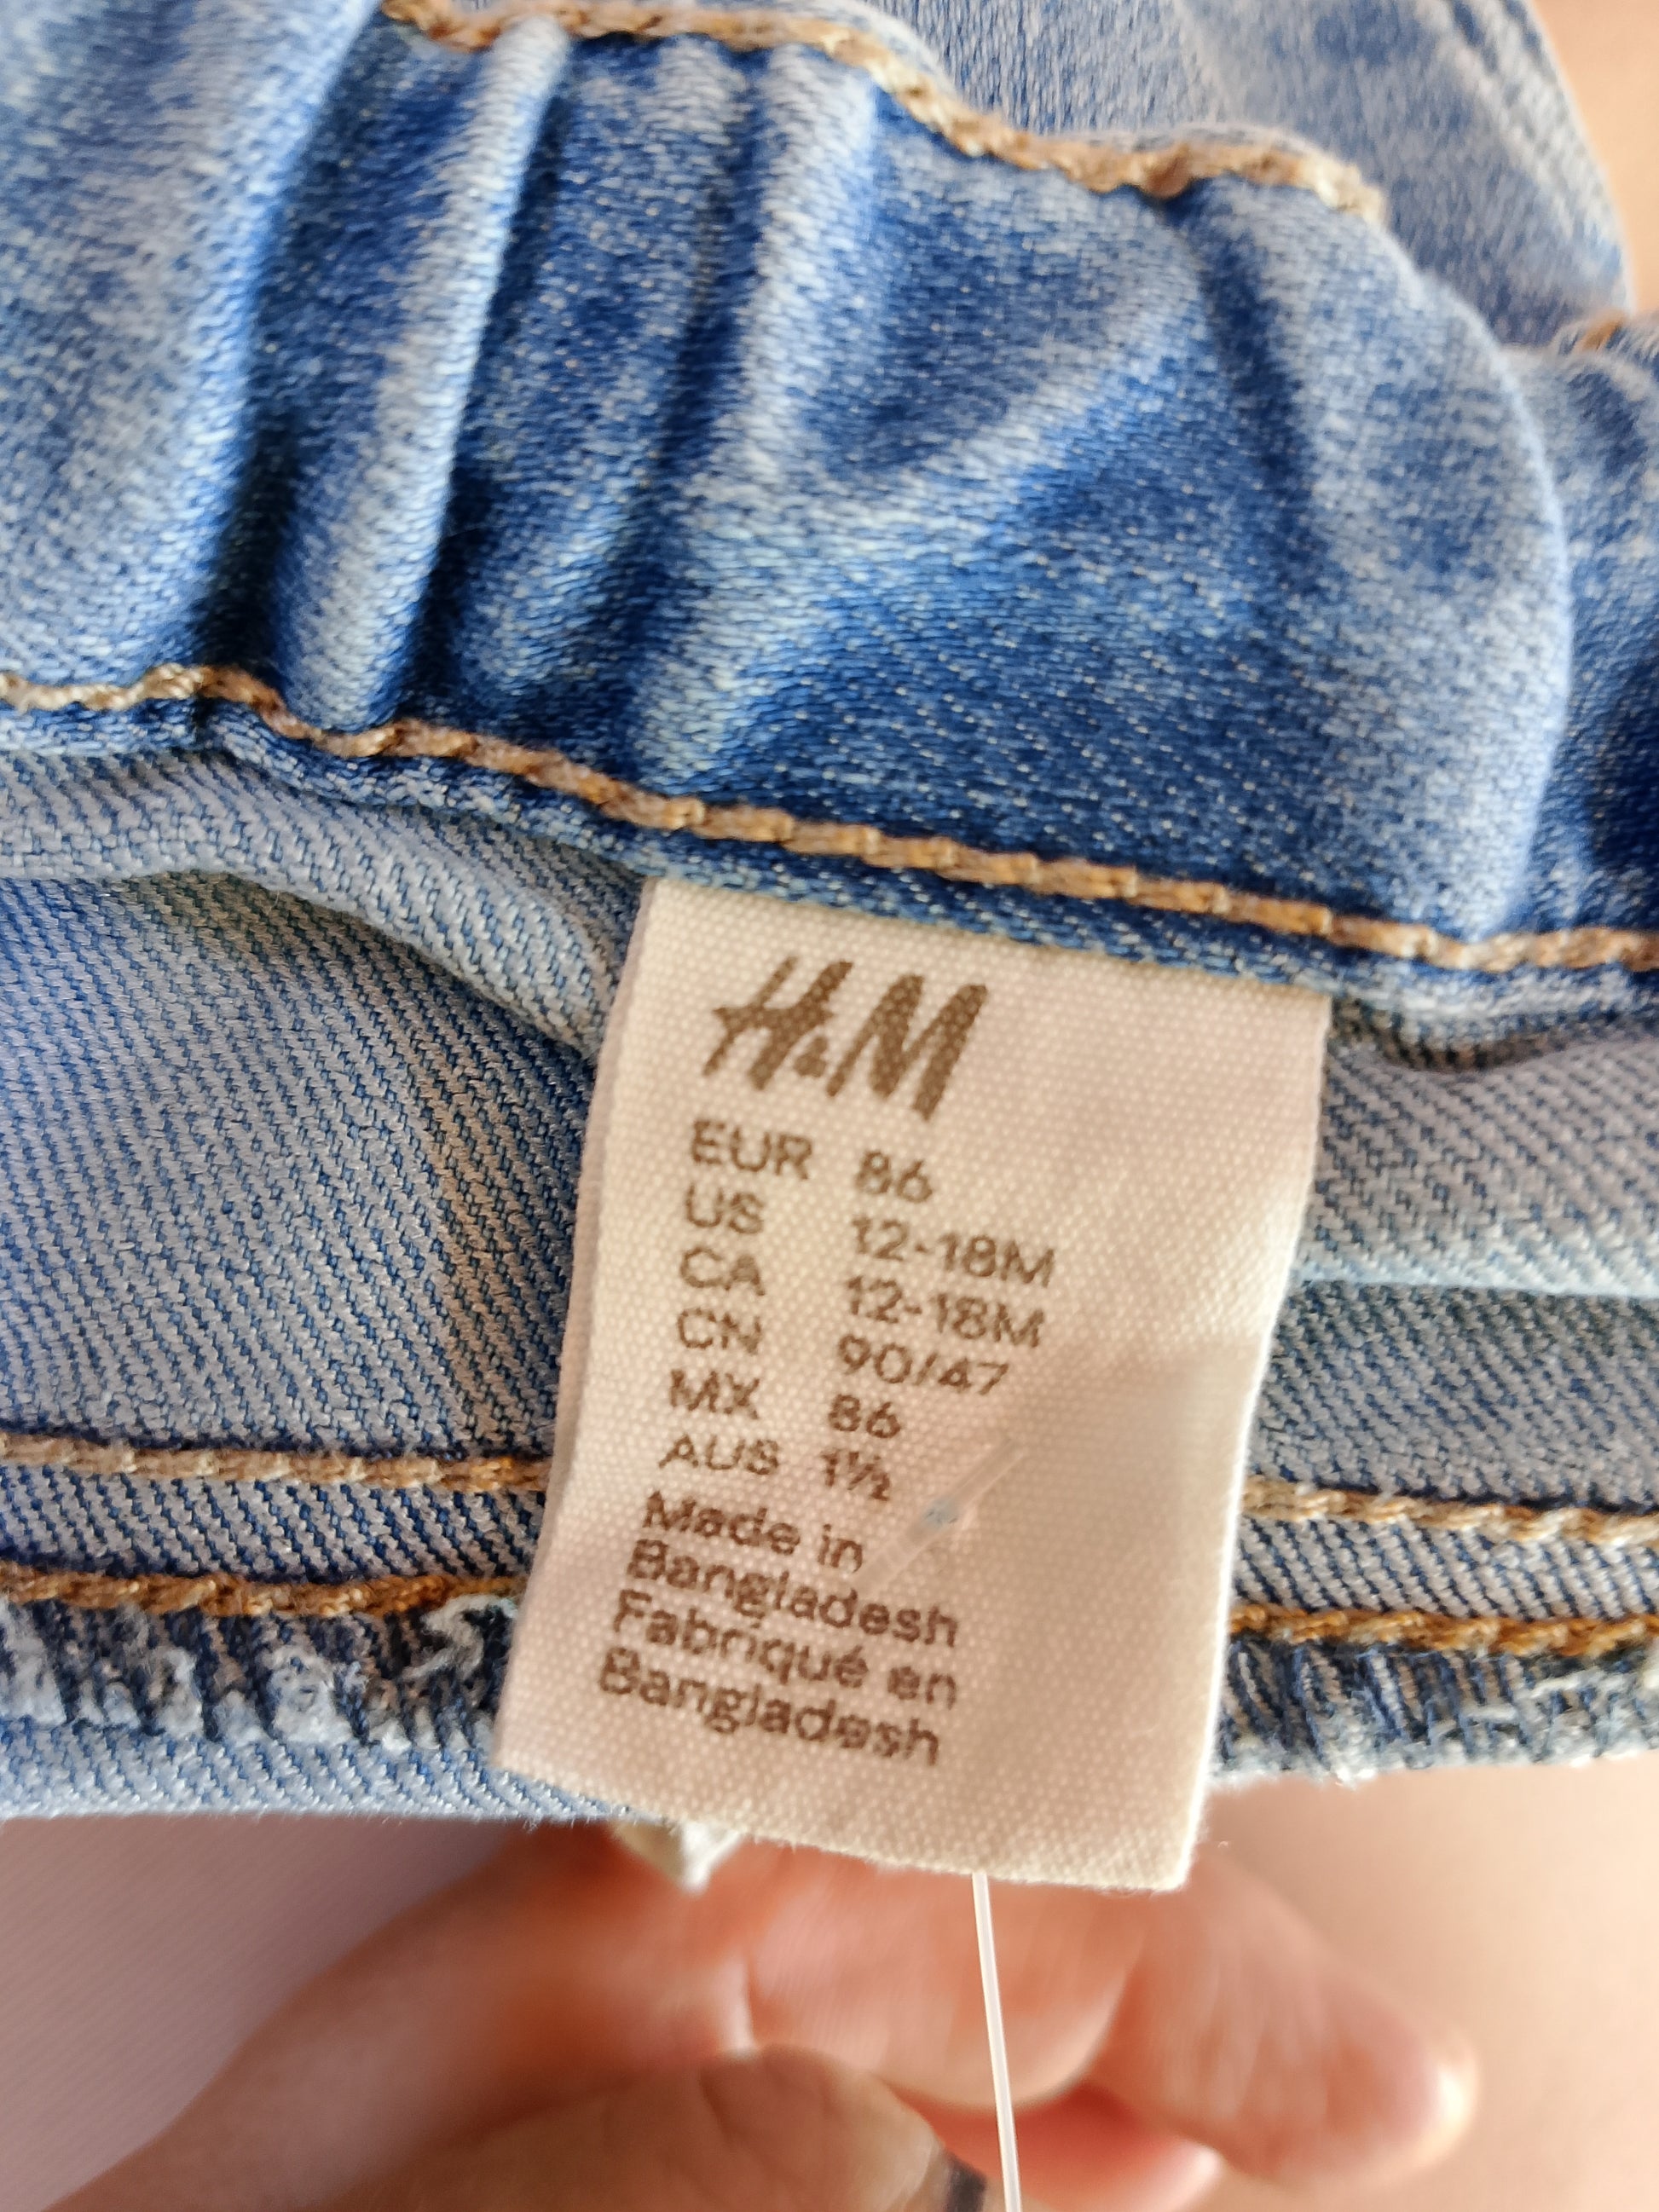 H&M
EUR 86
US 12-18M
CA 12-18M
CN 90/47
MX 86
AUS 1½
Made in
Bangladesh
Fabriqué en
Bangladesh